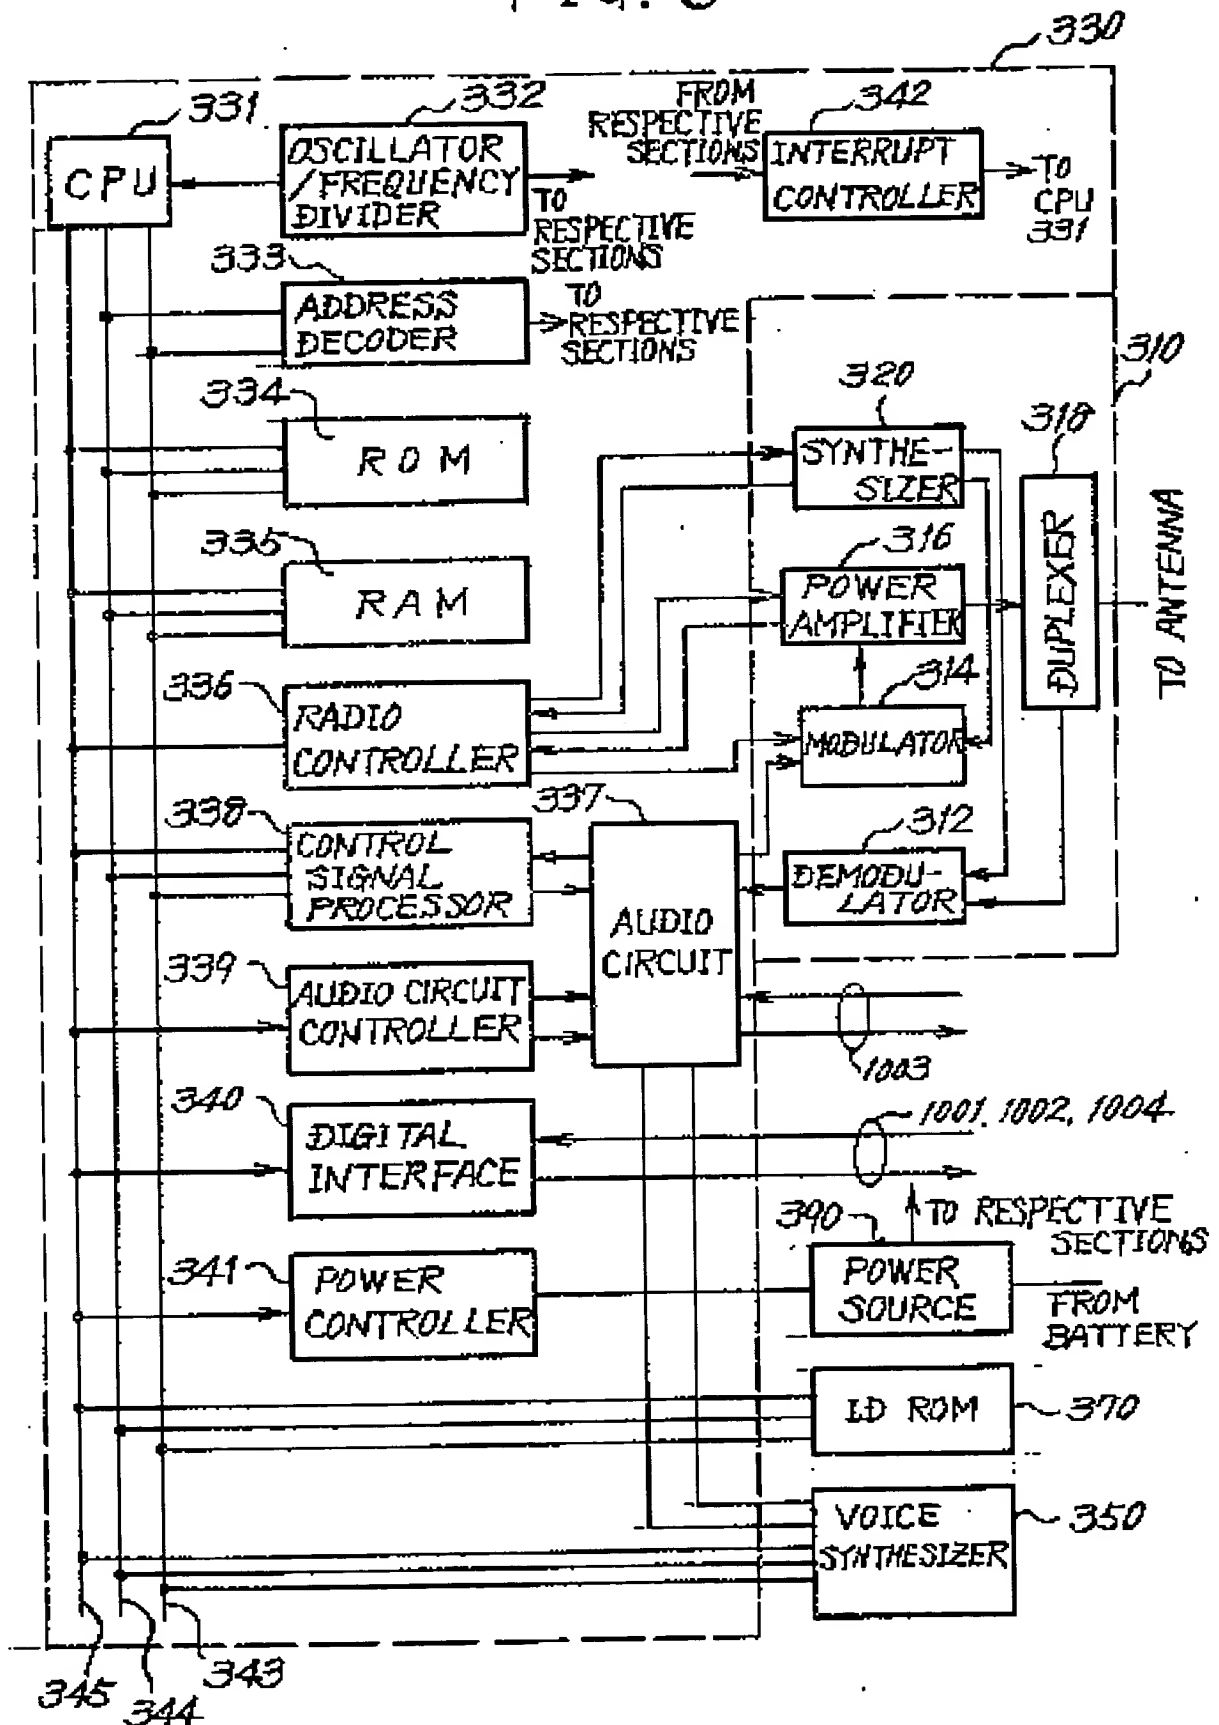 330
331
CPU
332
OSCILLATOR
/FREQUENCY
DIVIDER
TO
RESPECTIVE
SECTIONS
FROM
RESPECTIVE
SECTIONS
342
INTERRUPT
CONTROLLER
TO
CPU
331
333
ADDRESS
DECODER
TO
RESPECTIVE
SECTIONS
310
334
ROM
320
SYNTHE-
SIZER
318
DUPLEXER
TO ANTENNA
335
RAM
316
POWER
AMPLIFIER
336
RADIO
CONTROLLER
314
MODULATOR
338
CONTROL
SIGNAL
PROCESSOR
337
AUDIO
CIRCUIT
312
DEMODU-
LATOR
339
AUDIO CIRCUIT
CONTROLLER
1003
340
DIGITAL
INTERFACE
1001, 1002, 1004
390
TO RESPECTIVE
SECTIONS
341
POWER
CONTROLLER
POWER
SOURCE
FROM
BATTERY
ID ROM
370
VOICE
SYNTHESIZER
350
345
344
343